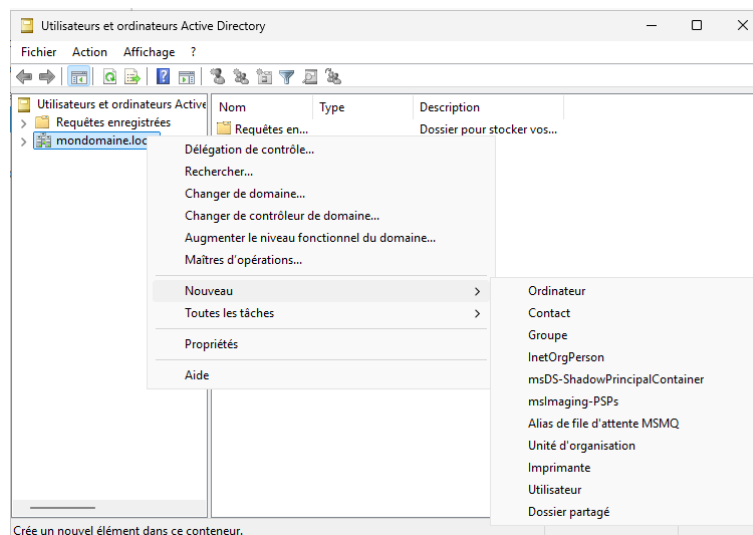 Utilisateurs et ordinateurs Active Directory
Fichier Action Affichage ?
Utilisateurs et ordinateurs Active
Requêtes enregistrées
mondomaine.loc
Nom Type Description
Requêtes en... Dossier pour stocker vos...
Délégation de contrôle...
Rechercher...
Changer de domaine...
Changer de contrôleur de domaine...
Augmenter le niveau fonctionnel du domaine...
Maîtres d'opérations...
Nouveau
Toutes les tâches
Propriétés
Aide
Ordinateur
Contact
Groupe
InetOrgPerson
msDS-ShadowPrincipalContainer
msImaging-PSPs
Alias de file d'attente MSMQ
Unité d'organisation
Imprimante
Utilisateur
Dossier partagé
Crée un nouvel élément dans ce conteneur.